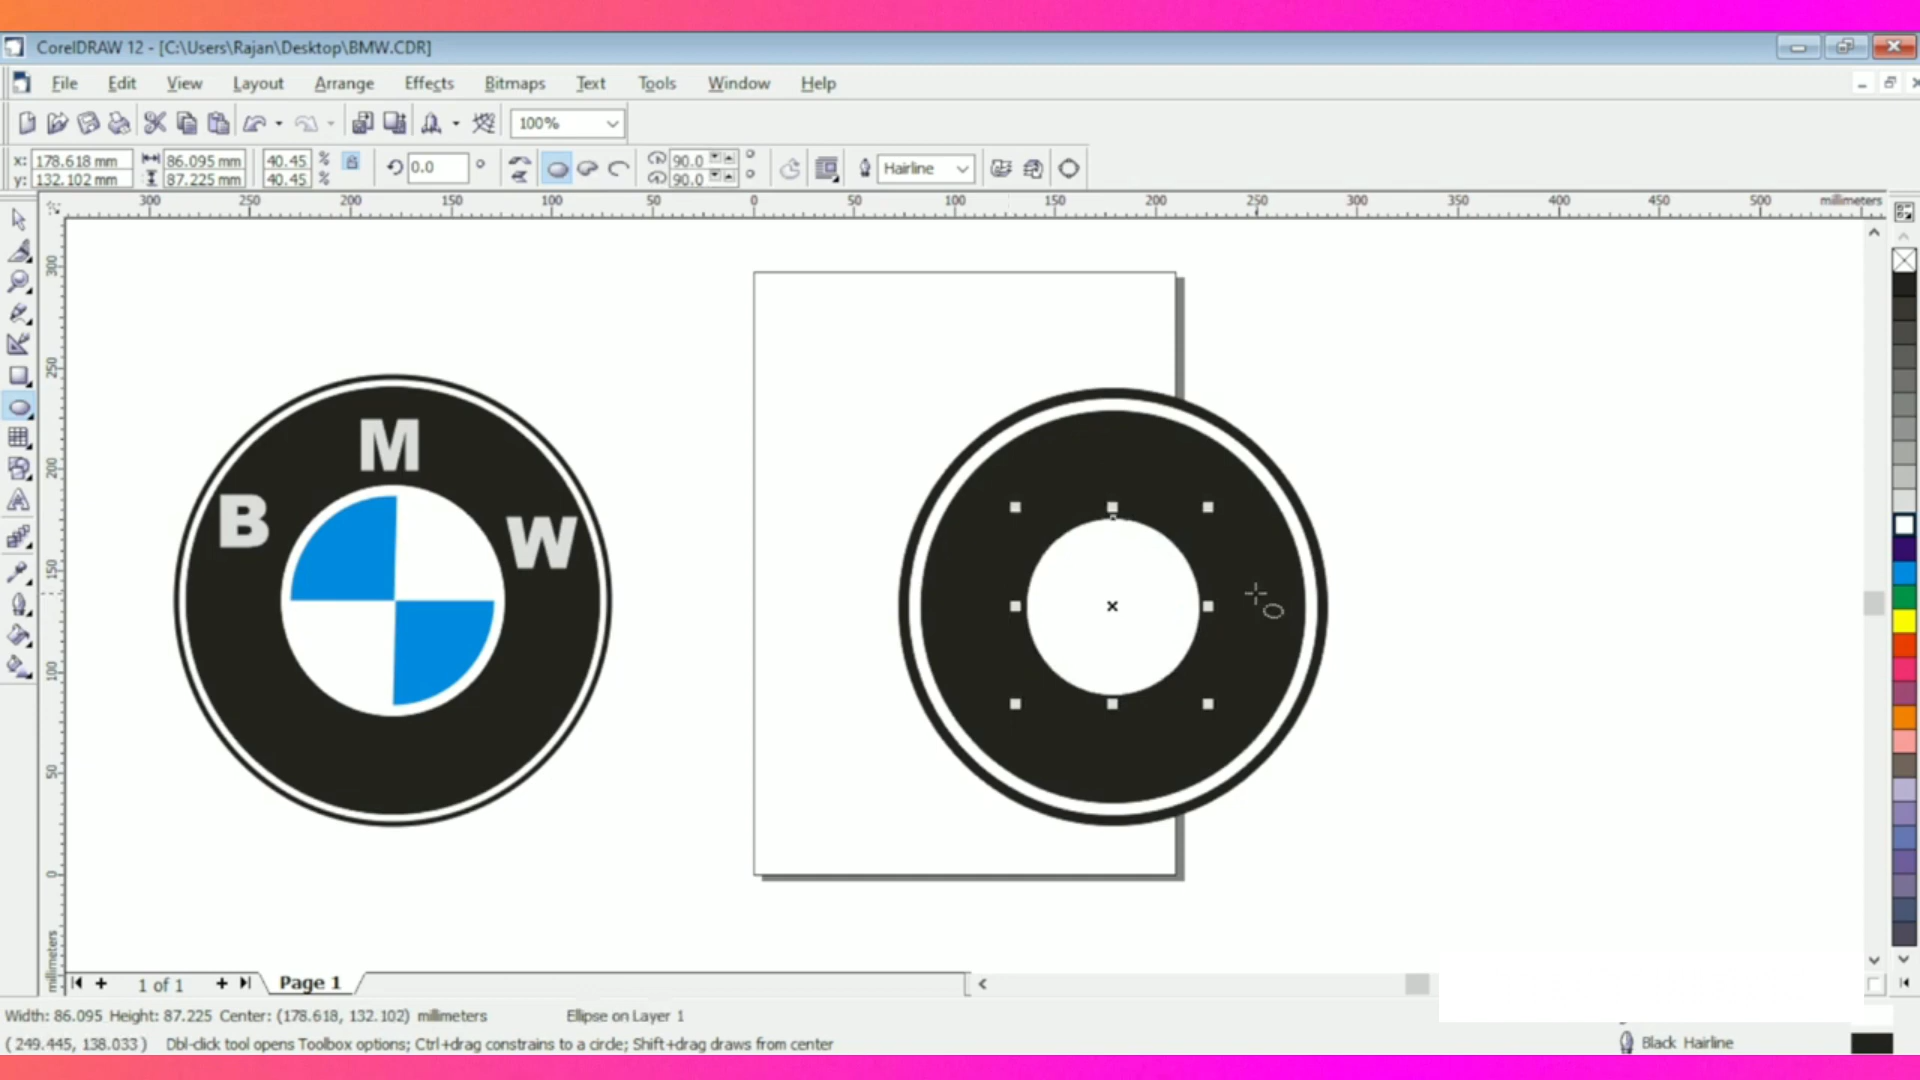 CorelDRAW 12 - [C:\Users\Rajan\Desktop\BMW.CDR]
File Edit View Layout Arrange Effects Bitmaps Text Tools Window Help
100%
x: 178.618 mm 86.095 mm 40.45 % 0.0 ° 90.0 ° Hairline
y: 132.102 mm 87.225 mm 40.45 % 90.0 °
300 250 200 150 100 50 0 50 100 150 200 250 300 350 400 450 500 millimeters
300
250
200
150
100
50
0
millimeters
M
B
W
1 of 1 Page 1
Width: 86.095 Height: 87.225 Center: (178.618, 132.102) millimeters Ellipse on Layer 1
( 249.445, 138.033 ) Dbl-click tool opens Toolbox options; Ctrl+drag constrains to a circle; Shift+drag draws from center Black Hairline